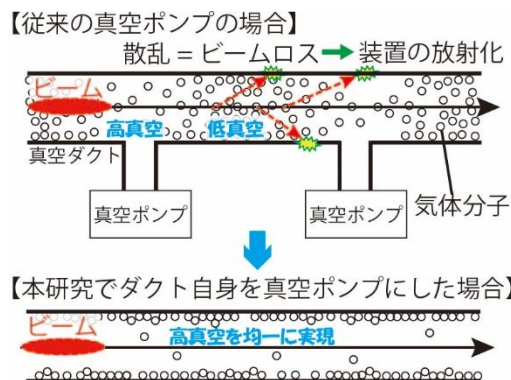 【従来の真空ポンプの場合】
散乱 = ビームロス➡装置の放射化
ビーム
高真空
低真空
真空ダクト
真空ポンプ
真空ポンプ
気体分子
【本研究でダクト自身を真空ポンプにした場合】
ビーム
高真空を均一に実現